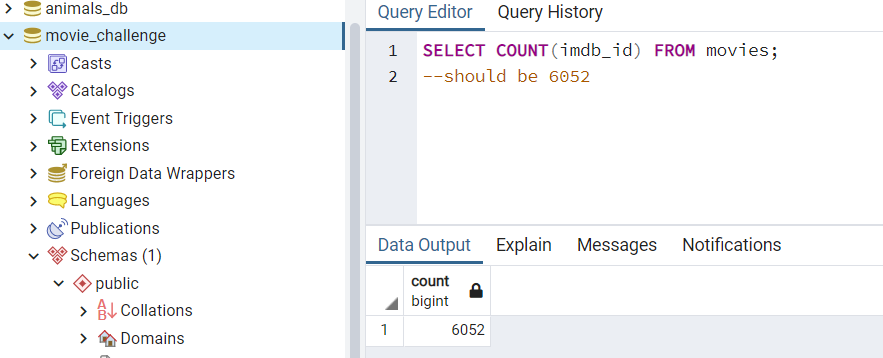 animals_db
movie_challenge
Casts
Catalogs
Event Triggers
Extensions
Foreign Data Wrappers
Languages
Publications
Schemas (1)
public
Collations
Domains
Query Editor Query History
1 SELECT COUNT(imdb_id) FROM movies;
2 --should be 6052
Data Output Explain Messages Notifications
count
bigint
1 6052